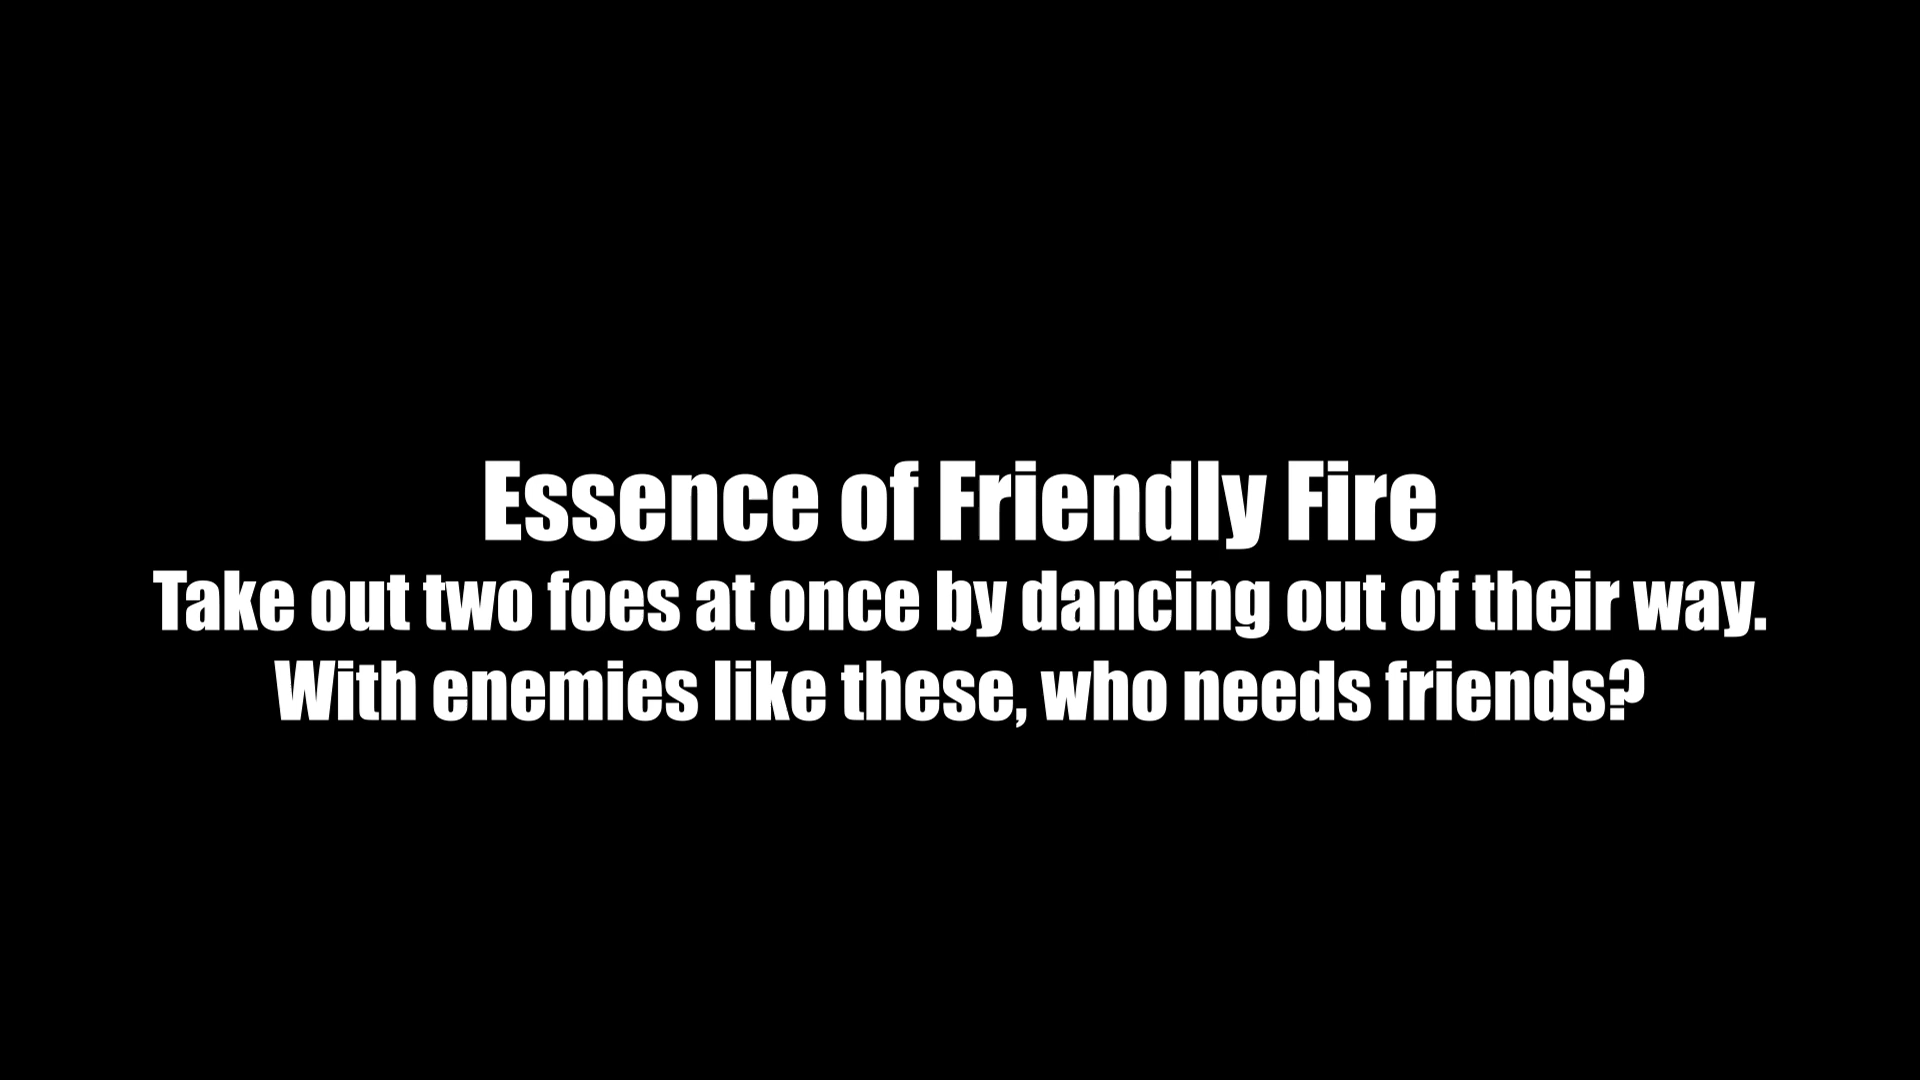 Essence of Friendly Fire
Take out two foes at once by dancing out of their way.
With enemies like these, who needs friends?